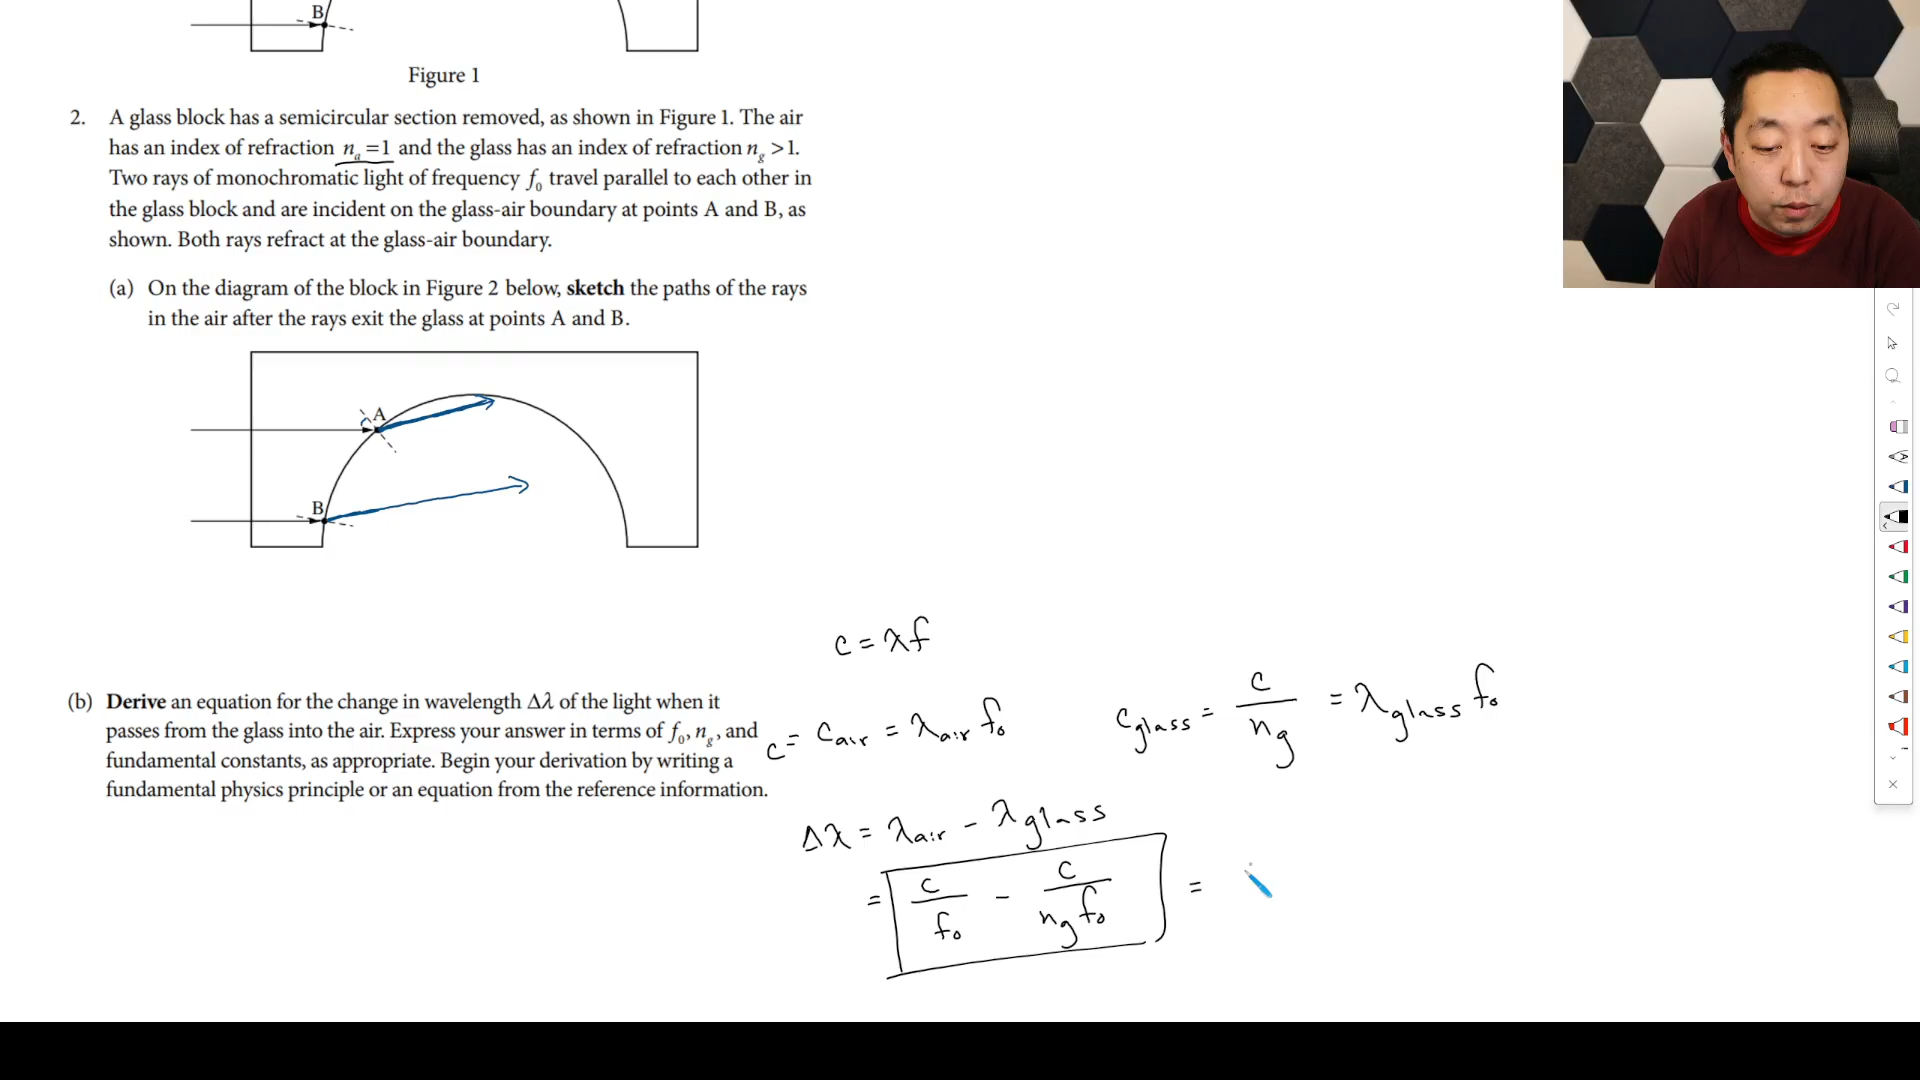 B
Figure 1
2. A glass block has a semicircular section removed, as shown in Figure 1. The air
has an index of refraction nₐ =1 and the glass has an index of refraction n_g >1.
Two rays of monochromatic light of frequency f₀ travel parallel to each other in
the glass block and are incident on the glass-air boundary at points A and B, as
shown. Both rays refract at the glass-air boundary.
(a) On the diagram of the block in Figure 2 below, sketch the paths of the rays
in the air after the rays exit the glass at points A and B.
A
B
c = λf
(b) Derive an equation for the change in wavelength Δλ of the light when it
passes from the glass into the air. Express your answer in terms of f₀, n_g, and
fundamental constants, as appropriate. Begin your derivation by writing a
fundamental physics principle or an equation from the reference information.
c = c_air = λ_air f₀
c_glass = c / n_g = λ_glass f₀
Δλ = λ_air - λ_glass
= c / f₀ - c / n_g f₀ =